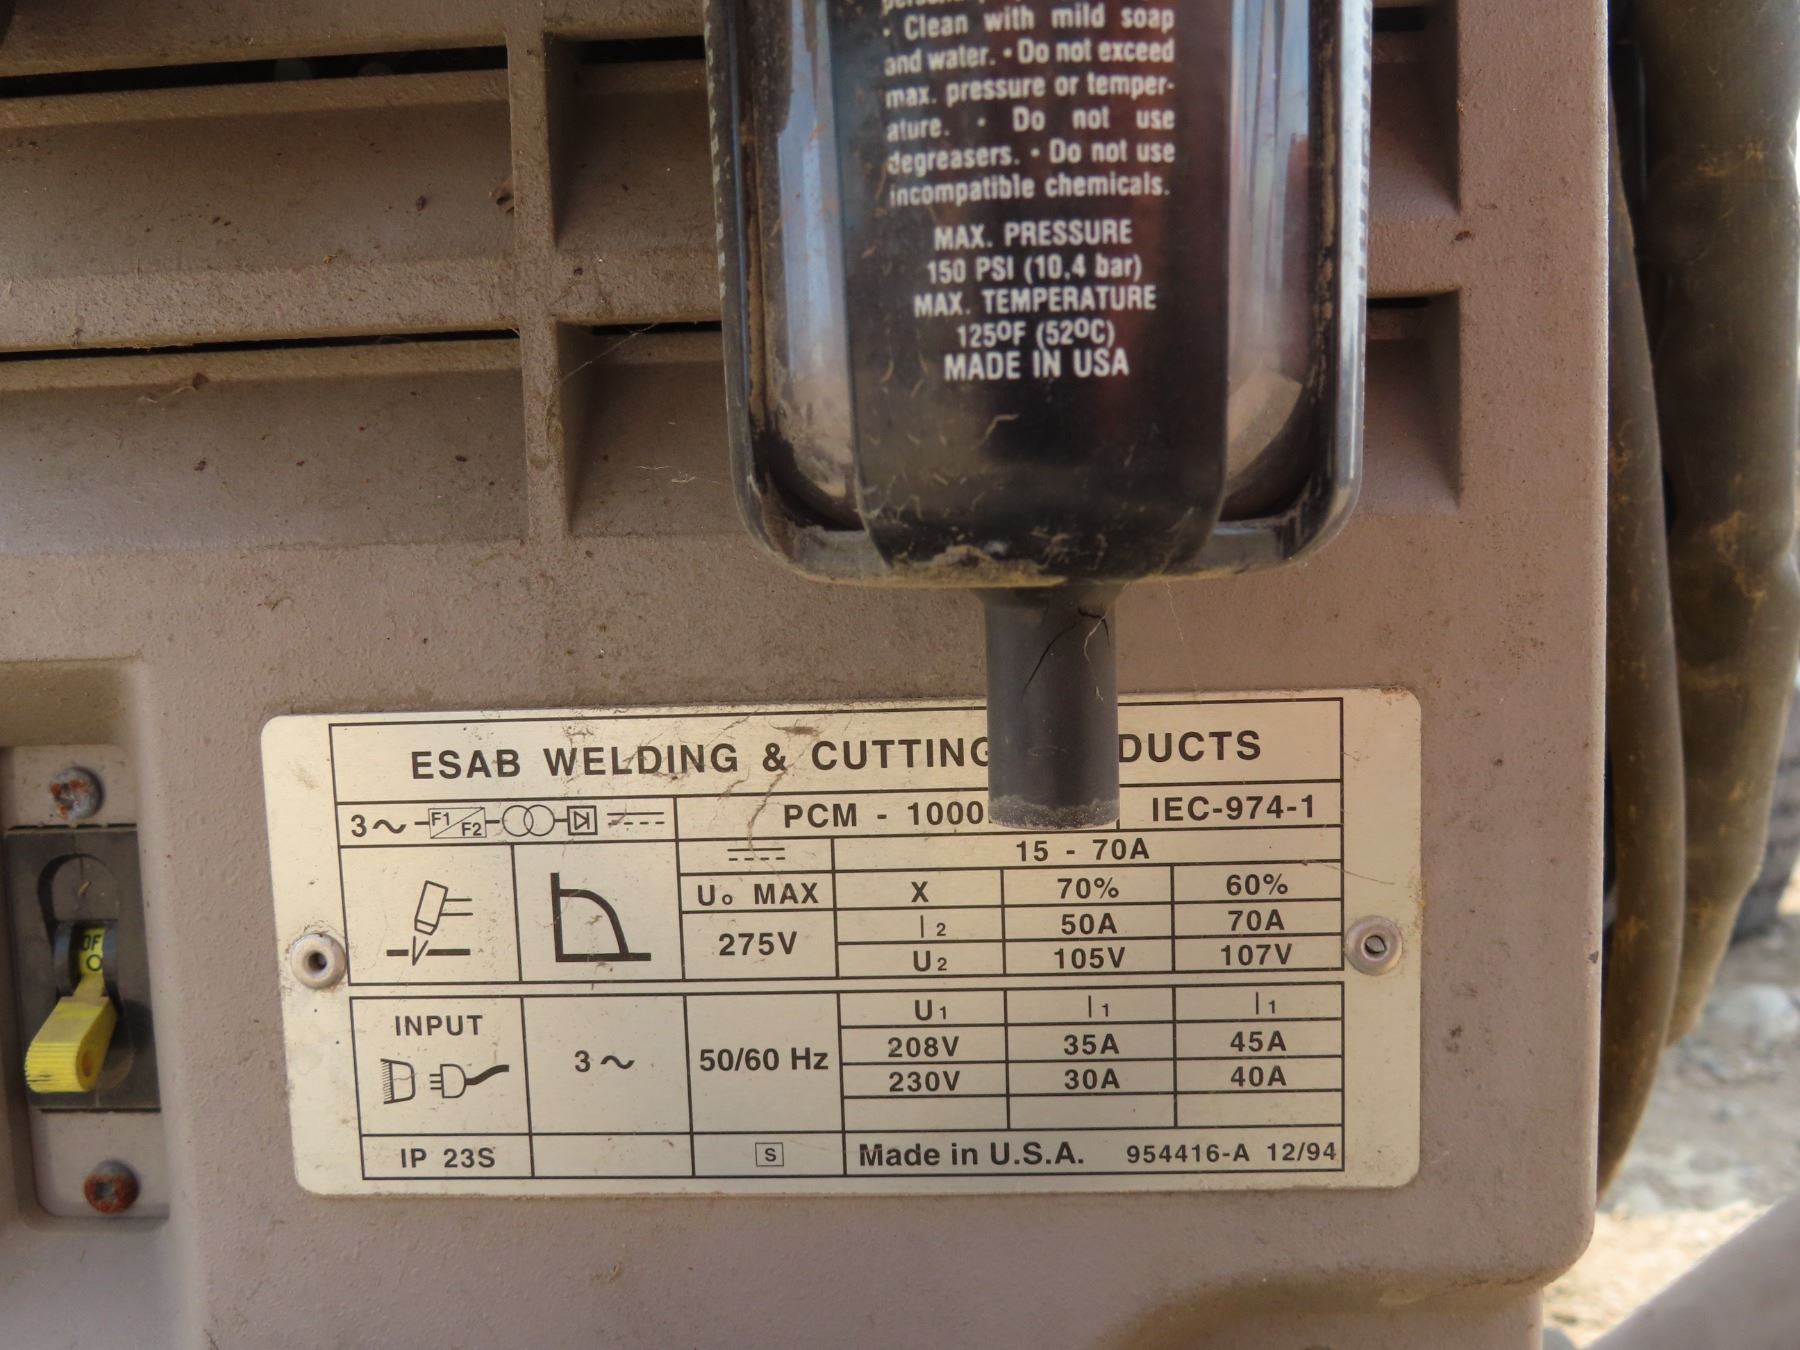 • Clean with mild soap
and water. • Do not exceed
max. pressure or temper-
ature. • Do not use
degreasers. • Do not use
incompatible chemicals.
MAX. PRESSURE
150 PSI (10.4 bar)
MAX. TEMPERATURE
125ºF (52ºC)
MADE IN USA
ESAB WELDING & CUTTING DUCTS
3~ F1 F2
PCM - 1000 IEC-974-1
15 - 70A
U₀ MAX X 70% 60%
275V
I₂ 50A 70A
U₂ 105V 107V
INPUT 3~ 50/60 Hz
U₁ I₁ I₁
208V 35A 45A
230V 30A 40A
IP 23S S Made in U.S.A. 954416-A 12/94
OF
O